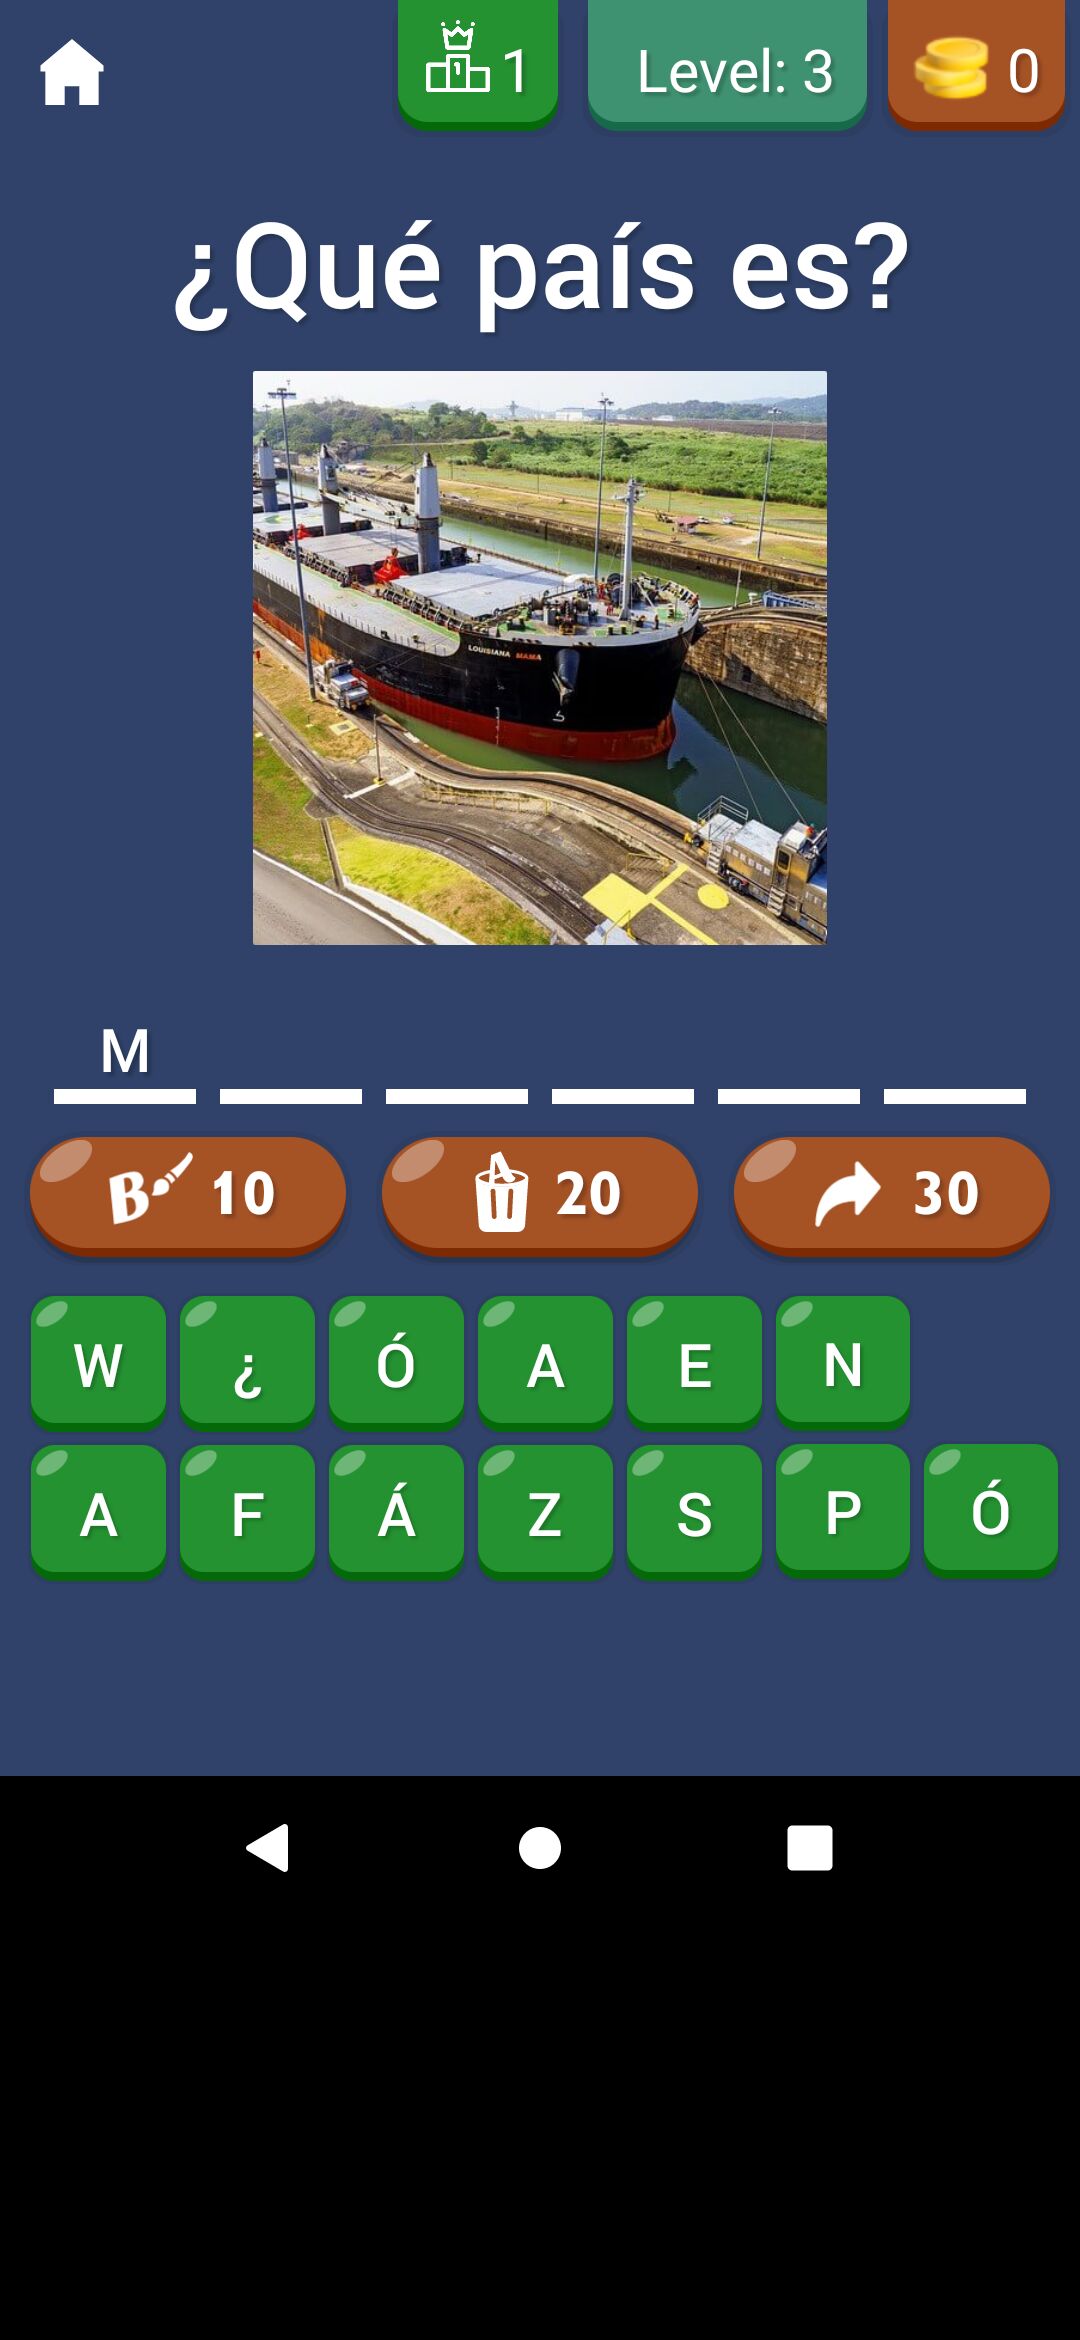 1 Level: 3 0
¿Qué país es?
LOUISIANA MAMA
M
B 10 20 30
W ¿ Ó A E N
A F Á Z S P Ó